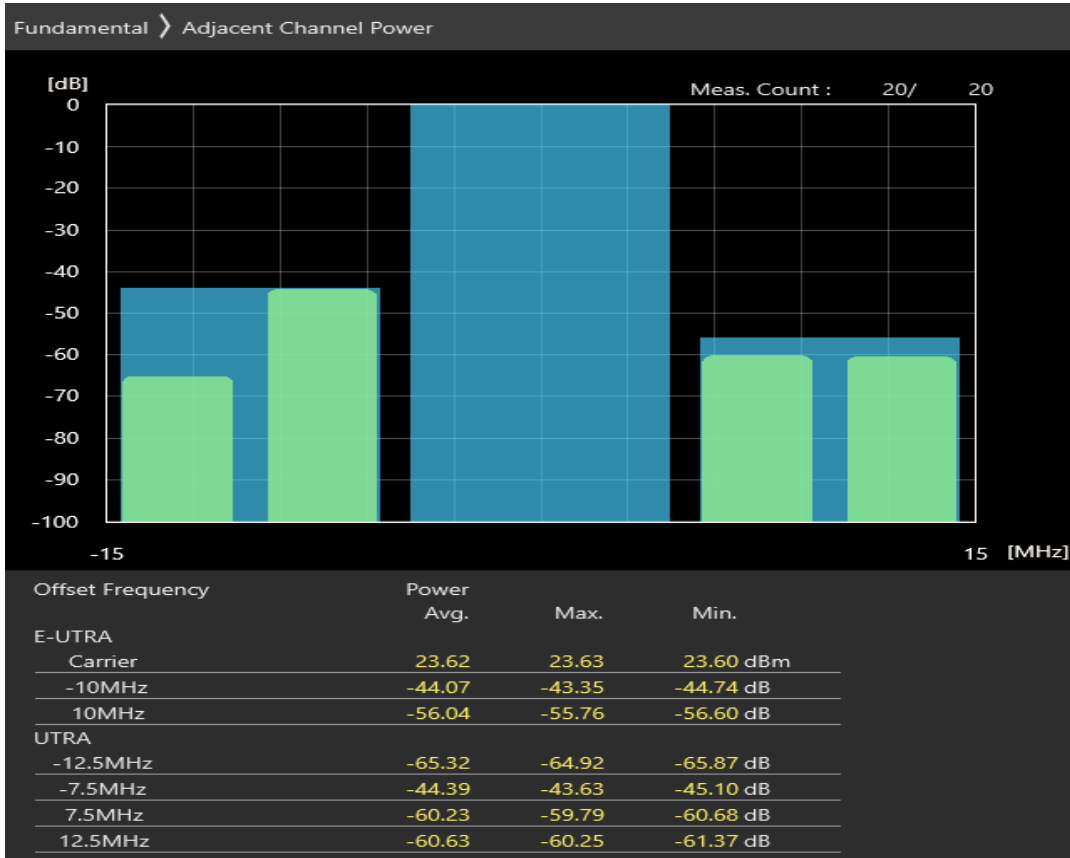 Fundamental 〉 Adjacent Channel Power
[dB]
Meas. Count : 20/ 20
0
-10
-20
-30
-40
-50
-60
-70
-80
-90
-100
-15 15 [MHz]
Offset Frequency Power
Avg. Max. Min.
E-UTRA
Carrier 23.62 23.63 23.60 dBm
-10MHz -44.07 -43.35 -44.74 dB
10MHz -56.04 -55.76 -56.60 dB
UTRA
-12.5MHz -65.32 -64.92 -65.87 dB
-7.5MHz -44.39 -43.63 -45.10 dB
7.5MHz -60.23 -59.79 -60.68 dB
12.5MHz -60.63 -60.25 -61.37 dB